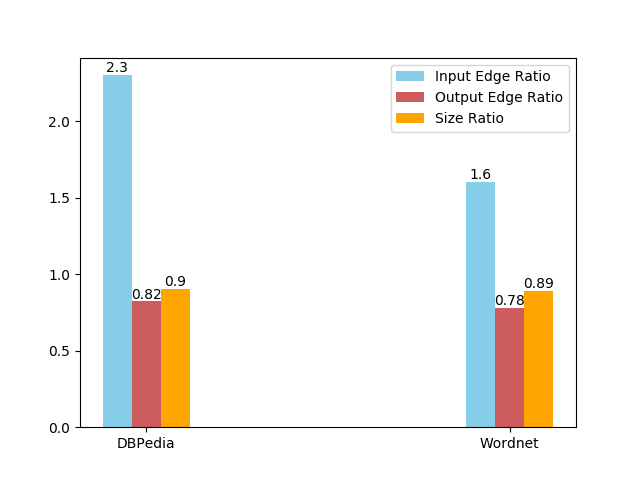 2.3
Input Edge Ratio
Output Edge Ratio
Size Ratio
2.0
1.6
1.5
1.0
0.82
0.9
0.78
0.89
0.5
0.0
DBPedia
Wordnet